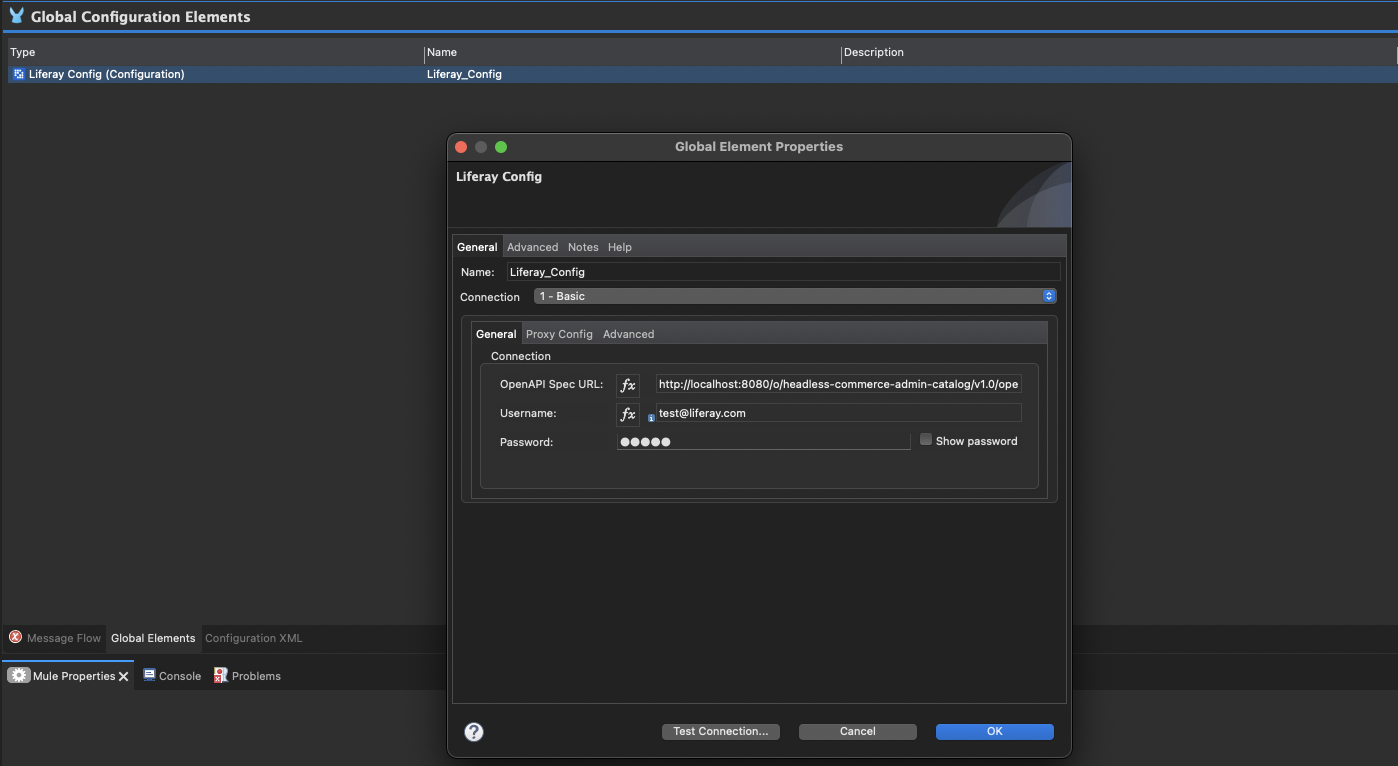 Global Configuration Elements
Type Name Description
Liferay Config (Configuration) Liferay_Config
Global Element Properties
Liferay Config
General Advanced Notes Help
Name: Liferay_Config
Connection 1 - Basic
General Proxy Config Advanced
Connection
OpenAPI Spec URL: fx http://localhost:8080/o/headless-commerce-admin-catalog/v1.0/ope
Username: fx test@liferay.com
Password: ●●●●● Show password
Message Flow Global Elements Configuration XML
Mule Properties Console Problems
? Test Connection... Cancel OK